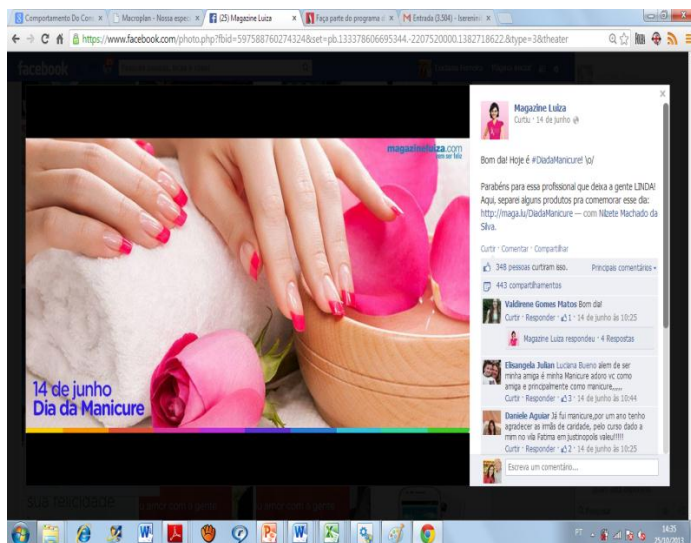 Comportamento Do Con
Macroplan - Nossa espec
(25) Magazine Luiza
Faça parte do programa d
Entrada (3.504) - lsereni
https://www.facebook.com/photo.php?fbid=597588760274324&set=pb.133378606695344.-2207520000.1382718622.&type=3&theater
facebook
magazineluiza.com
vem ser feliz
14 de junho
Dia da Manicure
Magazine Luiza
Curtiu · 14 de junho
Bom dia! Hoje é #DiadaManicure! \o/
Parabéns para essa profissional que deixa a gente LINDA!
Aqui, separei alguns produtos pra comemorar esse dia:
http://maga.lu/DiadaManicure — com Nilzete Machado da
Silva.
Curtir · Comentar · Compartilhar
348 pessoas curtiram isso.
Principais comentários
443 compartilhamentos
Valdirene Gomes Matos Bom dia!
Curtir · Responder · 1 · 14 de junho às 10:25
Magazine Luiza respondeu · 4 Respostas
Elisangela Julian Luciana Bueno alem de ser
minha amiga é minha Manicure adoro vc como
amiga e principalmente como manicure,,,,,
Curtir · Responder · 3 · 14 de junho às 10:44
Daniele Aguiar Já fui manicure,por um ano tenho
agradecer as irmãs de caridade, pelo curso dado a
mim no vila Fatima em justinopolis valeu!!!!!
Curtir · Responder · 2 · 14 de junho às 10:25
Escreva um comentário...
sua felicidade
PT
14:35
25/10/2013